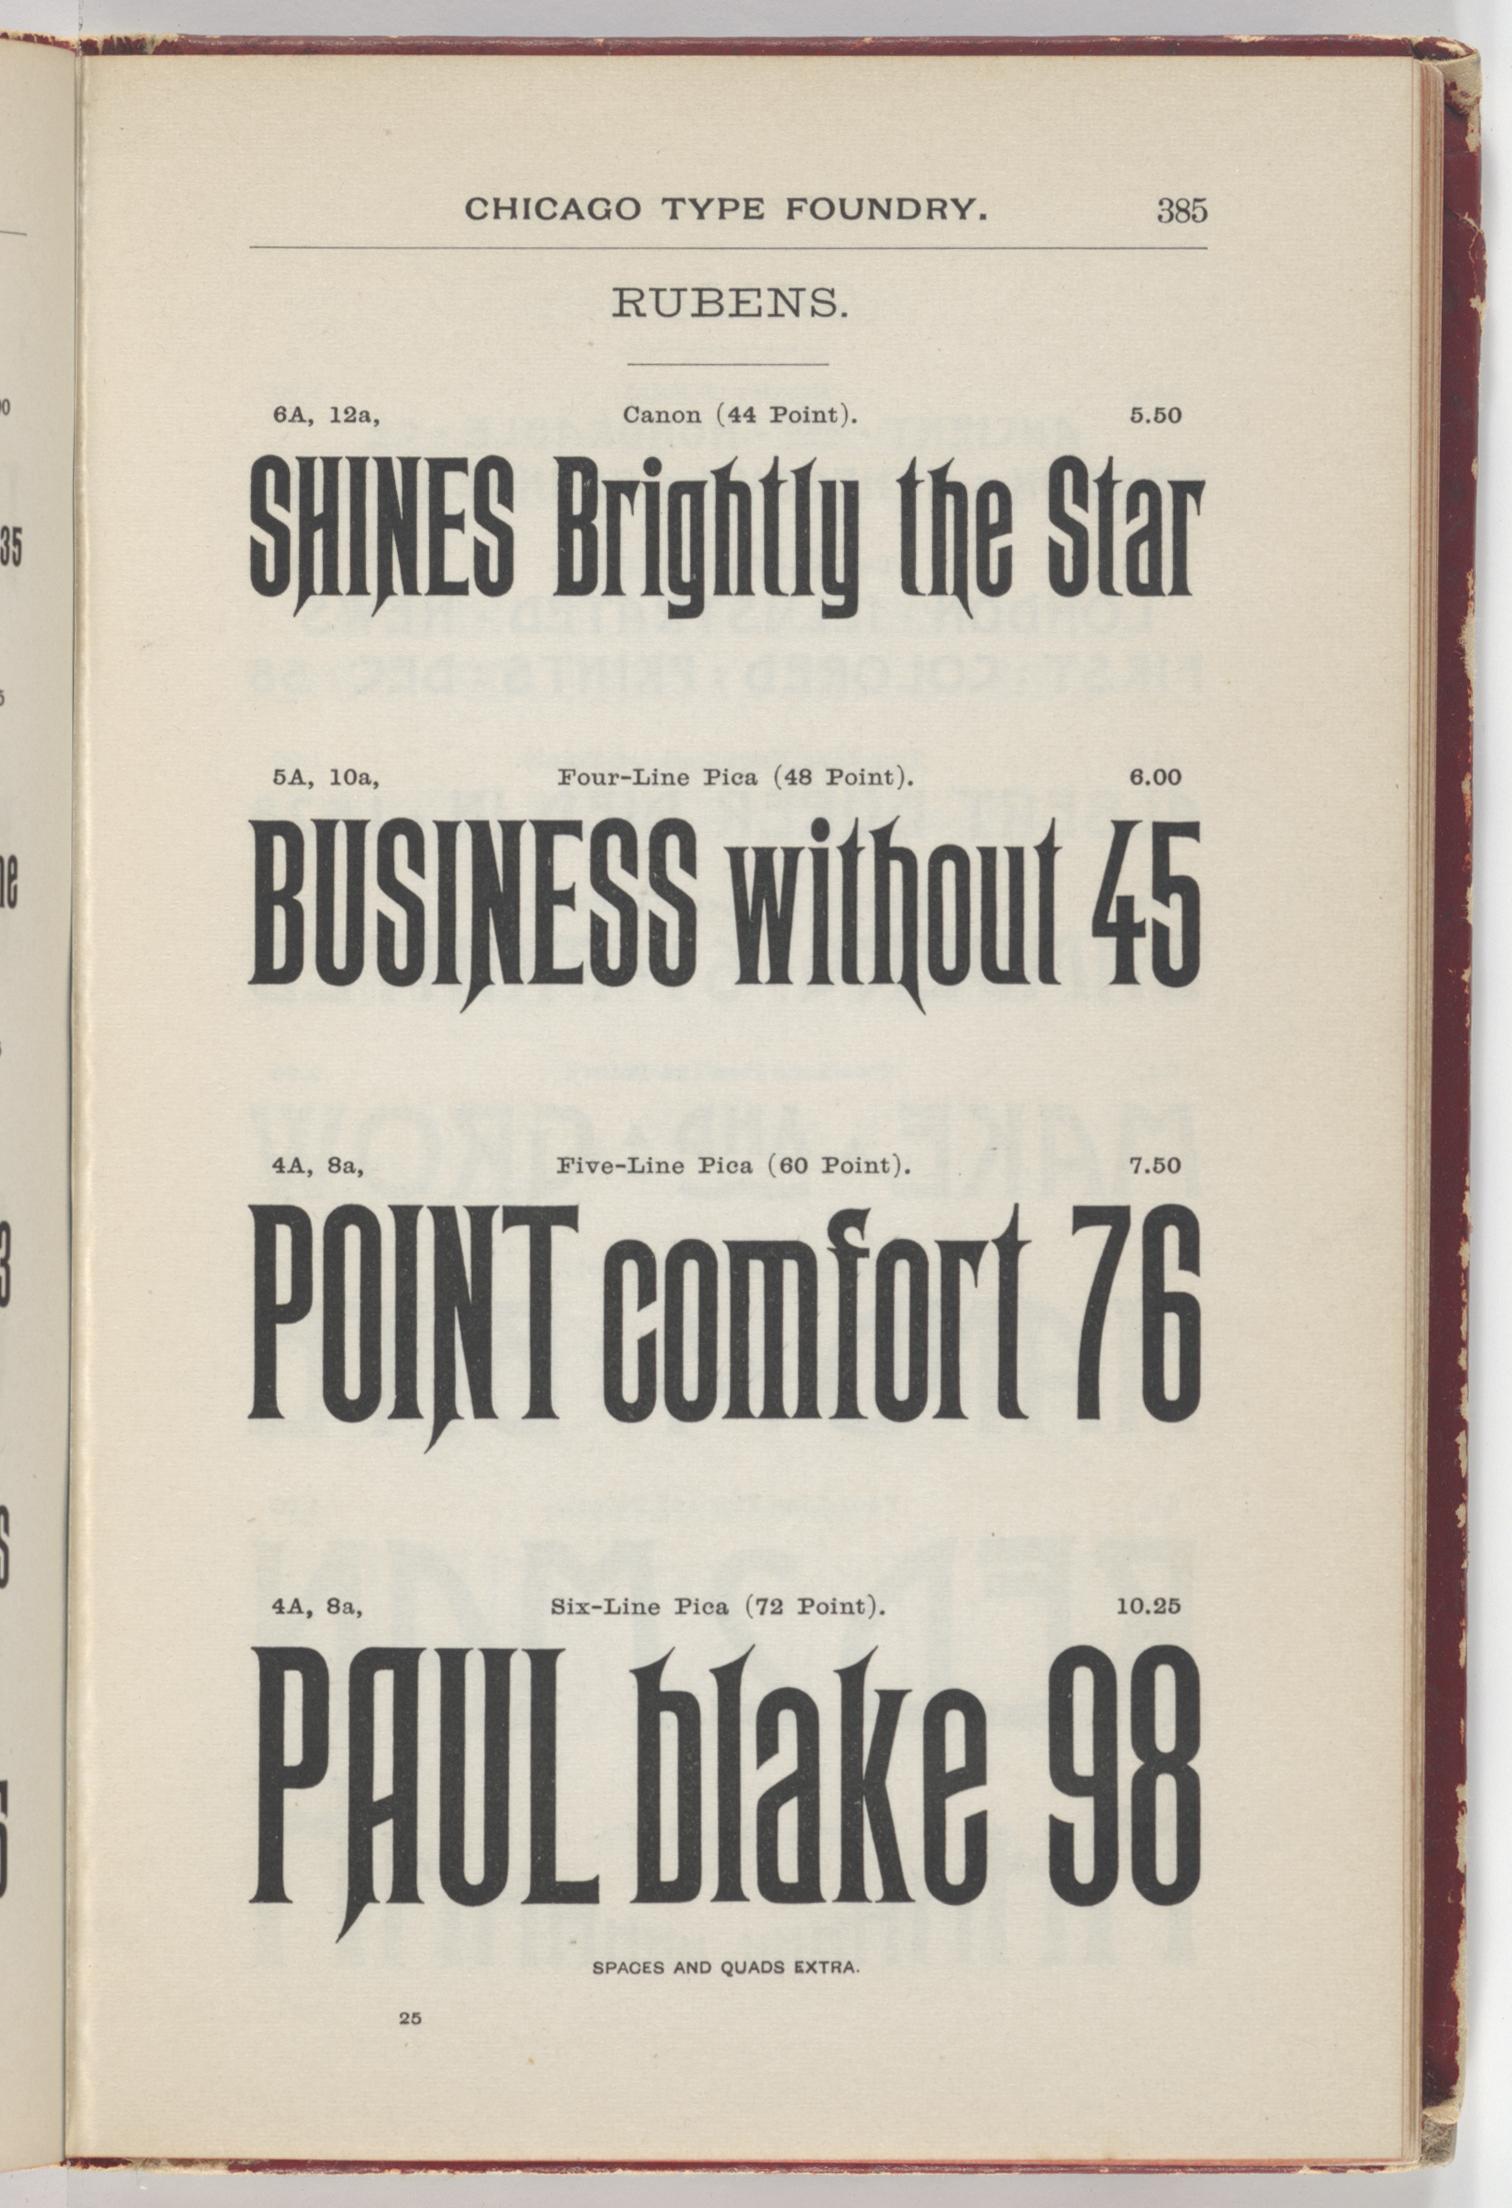 CHICAGO TYPE FOUNDRY. 385
RUBENS.
6A, 12a, Canon (44 Point). 5.50
SHINES Brightly the Star
5A, 10a, Four-Line Pica (48 Point). 6.00
BUSINESS without 45
4A, 8a, Five-Line Pica (60 Point). 7.50
POINT comfort 76
4A, 8a, Six-Line Pica (72 Point). 10.25
PAUL blake 98
SPACES AND QUADS EXTRA.
25